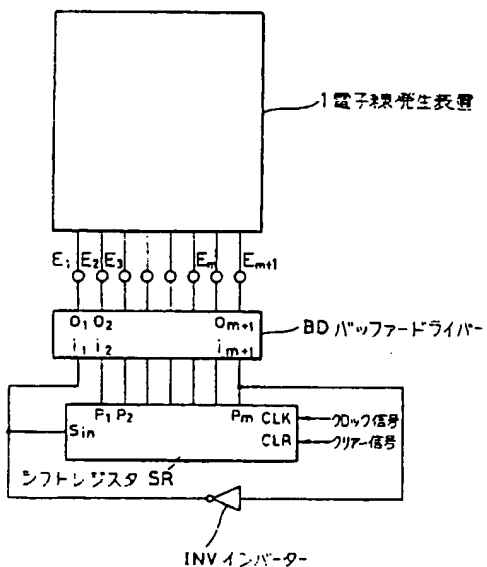 1電子線発生装置
E1 E2 E3 Em Em+1
O1 O2 Om+1
BDバッファードライバー
i1 i2 im+1
P1 P2 Pm CLK クロック信号
Sin CLR クリアー信号
シフトレジスタ SR
INV インバーター